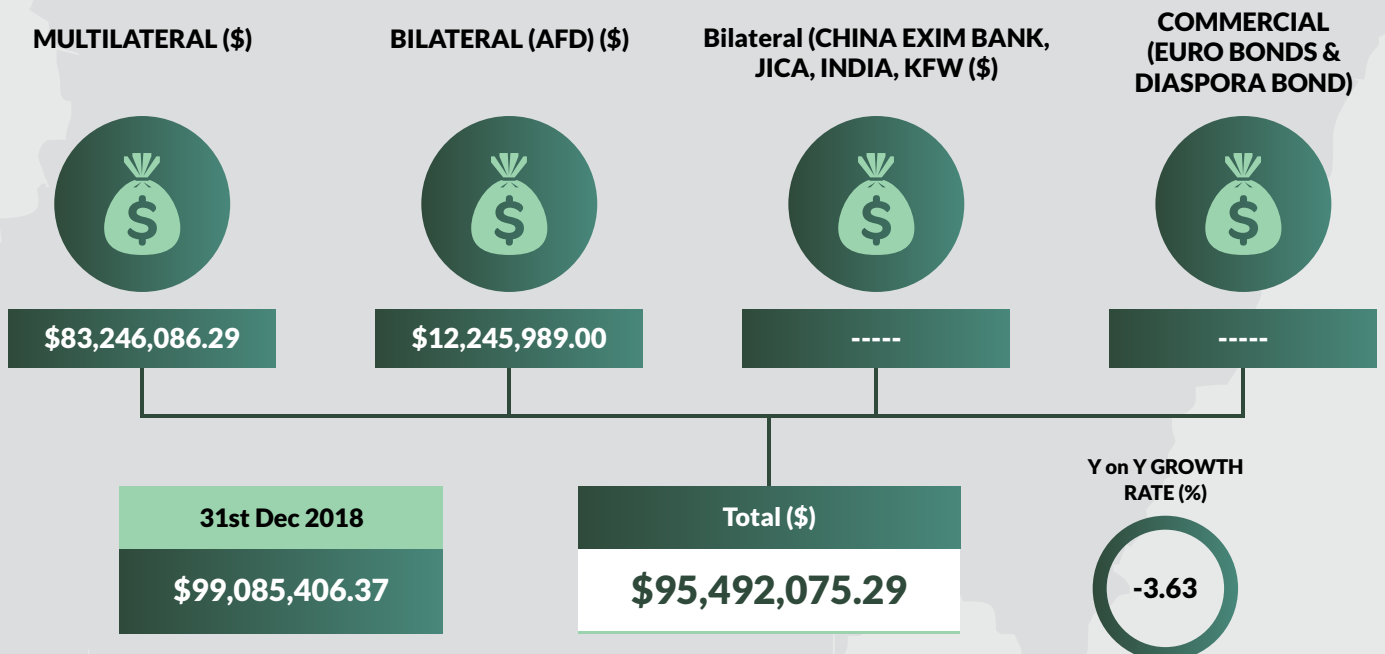 MULTILATERAL ($)
BILATERAL (AFD) ($)
Bilateral (CHINA EXIM BANK,
JICA, INDIA, KFW ($)
COMMERCIAL
(EURO BONDS &
DIASPORA BOND)
$
$
$
$
$83,246,086.29
$12,245,989.00
-----
-----
31st Dec 2018
$99,085,406.37
Total ($)
$95,492,075.29
Y on Y GROWTH
RATE (%)
-3.63